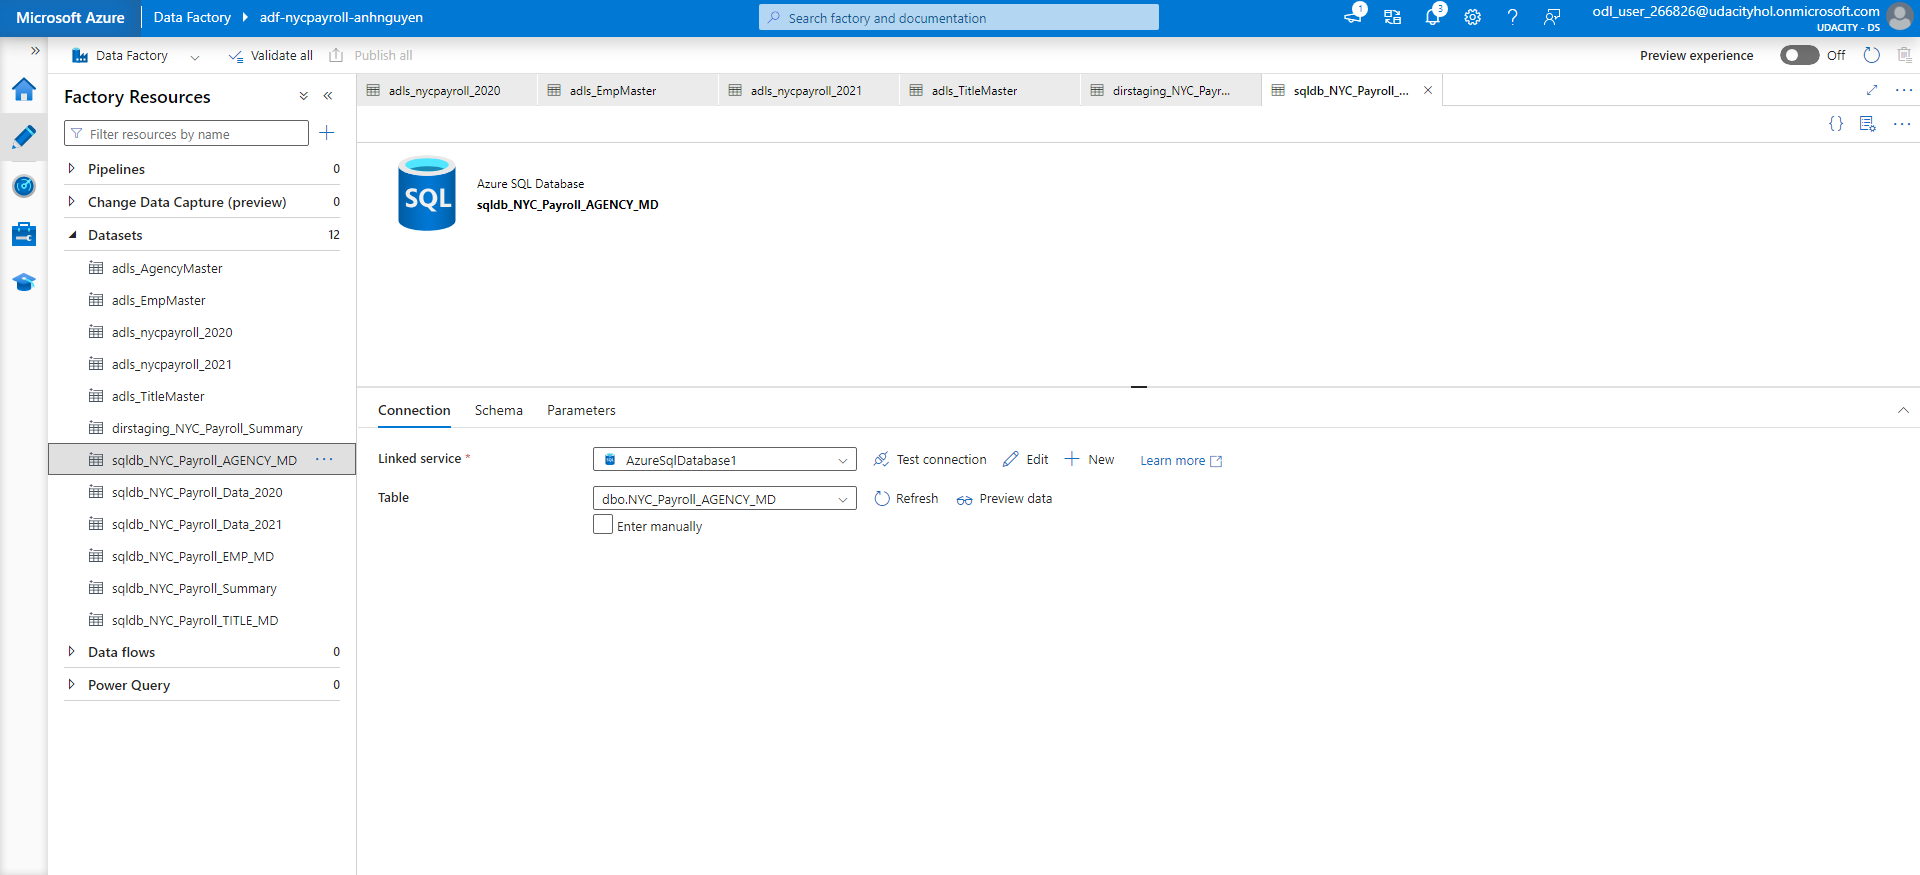 Microsoft Azure
Data Factory
adf-nycpayroll-anhnguyen
Search factory and documentation
1
3
odl_user_266826@udacityhol.onmicrosoft.com
UDACITY - DS
Data Factory
Validate all
Publish all
Preview experience
Off
Factory Resources
Filter resources by name
Pipelines 0
Change Data Capture (preview) 0
Datasets 12
adls_AgencyMaster
adls_EmpMaster
adls_nycpayroll_2020
adls_nycpayroll_2021
adls_TitleMaster
dirstaging_NYC_Payroll_Summary
sqldb_NYC_Payroll_AGENCY_MD
sqldb_NYC_Payroll_Data_2020
sqldb_NYC_Payroll_Data_2021
sqldb_NYC_Payroll_EMP_MD
sqldb_NYC_Payroll_Summary
sqldb_NYC_Payroll_TITLE_MD
Data flows 0
Power Query 0
adls_nycpayroll_2020
adls_EmpMaster
adls_nycpayroll_2021
adls_TitleMaster
dirstaging_NYC_Payr...
sqldb_NYC_Payroll_...
{}
SQL
Azure SQL Database
sqldb_NYC_Payroll_AGENCY_MD
Connection
Schema
Parameters
Linked service *
AzureSqlDatabase1
Test connection
Edit
New
Learn more
Table
dbo.NYC_Payroll_AGENCY_MD
Refresh
Preview data
Enter manually